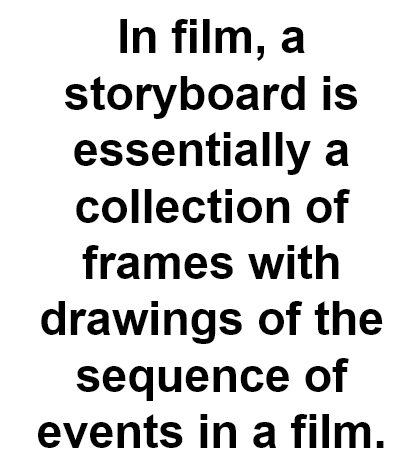 In film, a
storyboard is
essentially a
collection of
frames with
drawings of the
sequence of
events in a film.